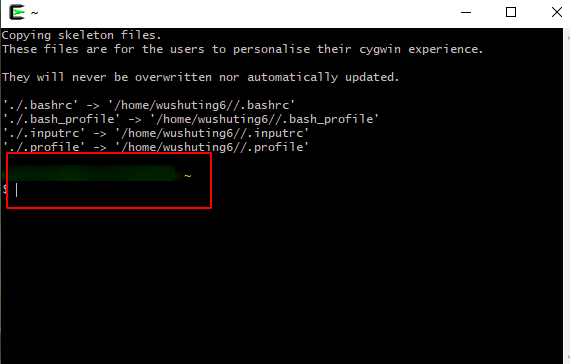 ~
Copying skeleton files.
These files are for the users to personalise their cygwin experience.
They will never be overwritten nor automatically updated.
'./.bashrc' -> '/home/wushuting6//.bashrc'
'./.bash_profile' -> '/home/wushuting6//.bash_profile'
'./.inputrc' -> '/home/wushuting6//.inputrc'
'./.profile' -> '/home/wushuting6//.profile'
~
$